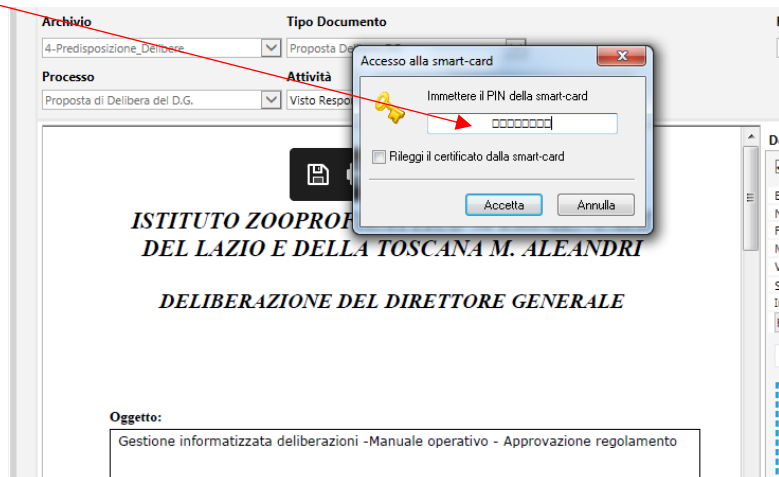 Archivio
Tipo Documento
4-Predisposizione_Delibere
Proposta De
Processo
Attività
Proposta di Delibera del D.G.
Visto Respo
Accesso alla smart-card
Immettere il PIN della smart-card
Rileggi il certificato dalla smart-card
Accetta
Annulla
ISTITUTO ZOOPROF
DEL LAZIO E DELLA TOSCANA M. ALEANDRI
DELIBERAZIONE DEL DIRETTORE GENERALE
Oggetto:
Gestione informatizzata deliberazioni -Manuale operativo - Approvazione regolamento